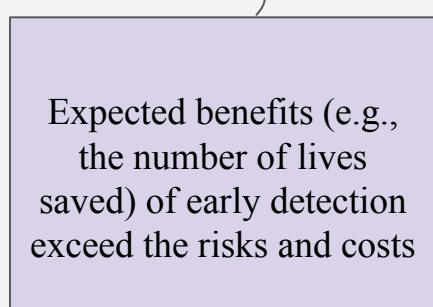 Expected benefits (e.g.,
the number of lives
saved) of early detection
exceed the risks and costs